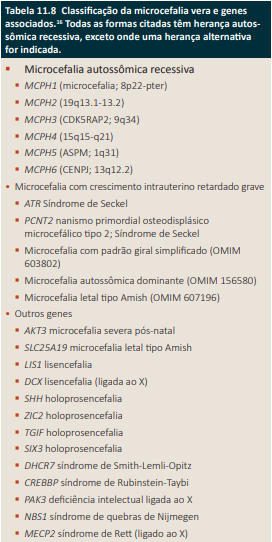 Tabela 11.8 Classificação da microcefalia vera e genes
associados.¹⁶ Todas as formas citadas têm herança autos-
sômica recessiva, exceto onde uma herança alternativa
for indicada.
▪ Microcefalia autossômica recessiva
▪ MCPH1 (microcefalia; 8p22-pter)
▪ MCPH2 (19q13.1-13.2)
▪ MCPH3 (CDK5RAP2; 9q34)
▪ MCPH4 (15q15-q21)
▪ MCPH5 (ASPM; 1q31)
▪ MCPH6 (CENPJ; 13q12.2)
• Microcefalia com crescimento intrauterino retardado grave
▪ ATR Síndrome de Seckel
▪ PCNT2 nanismo primordial osteodisplásico
microcefálico tipo 2; Síndrome de Seckel
▪ Microcefalia com padrão giral simplificado (OMIM
603802)
▪ Microcefalia autossômica dominante (OMIM 156580)
▪ Microcefalia letal tipo Amish (OMIM 607196)
• Outros genes
▪ AKT3 microcefalia severa pós-natal
▪ SLC25A19 microcefalia letal tipo Amish
▪ LIS1 lisencefalia
▪ DCX lisencefalia (ligada ao X)
▪ SHH holoprosencefalia
▪ ZIC2 holoprosencefalia
▪ TGIF holoprosencefalia
▪ SIX3 holoprosencefalia
▪ DHCR7 síndrome de Smith-Lemli-Opitz
▪ CREBBP síndrome de Rubinstein-Taybi
▪ PAK3 deficiência intelectual ligada ao X
▪ NBS1 síndrome de quebras de Nijmegen
▪ MECP2 síndrome de Rett (ligado ao X)